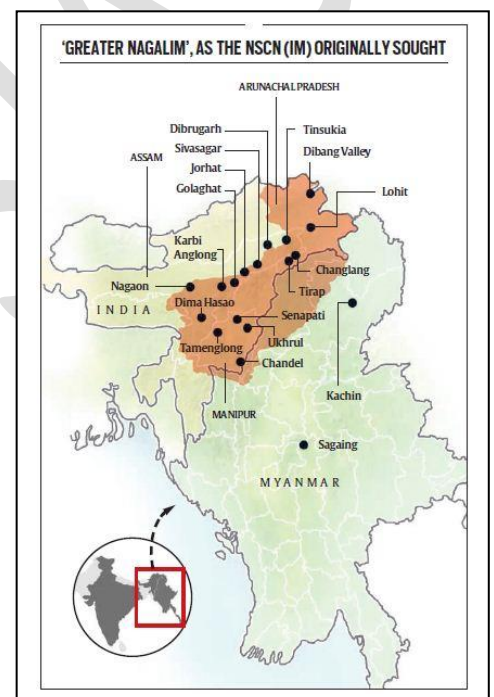 'GREATER NAGALIM', AS THE NSCN (IM) ORIGINALLY SOUGHT
ARUNACHAL PRADESH
Dibrugarh
Tinsukia
Sivasagar
Dibang Valley
ASSAM
Jorhat
Golaghat
Lohit
Karbi
Anglong
Changlang
Nagaon
Tirap
Dima Hasao
INDIA
Senapati
Ukhrul
Tamenglong
Chandel
Kachin
MANIPUR
Sagaing
MYANMAR